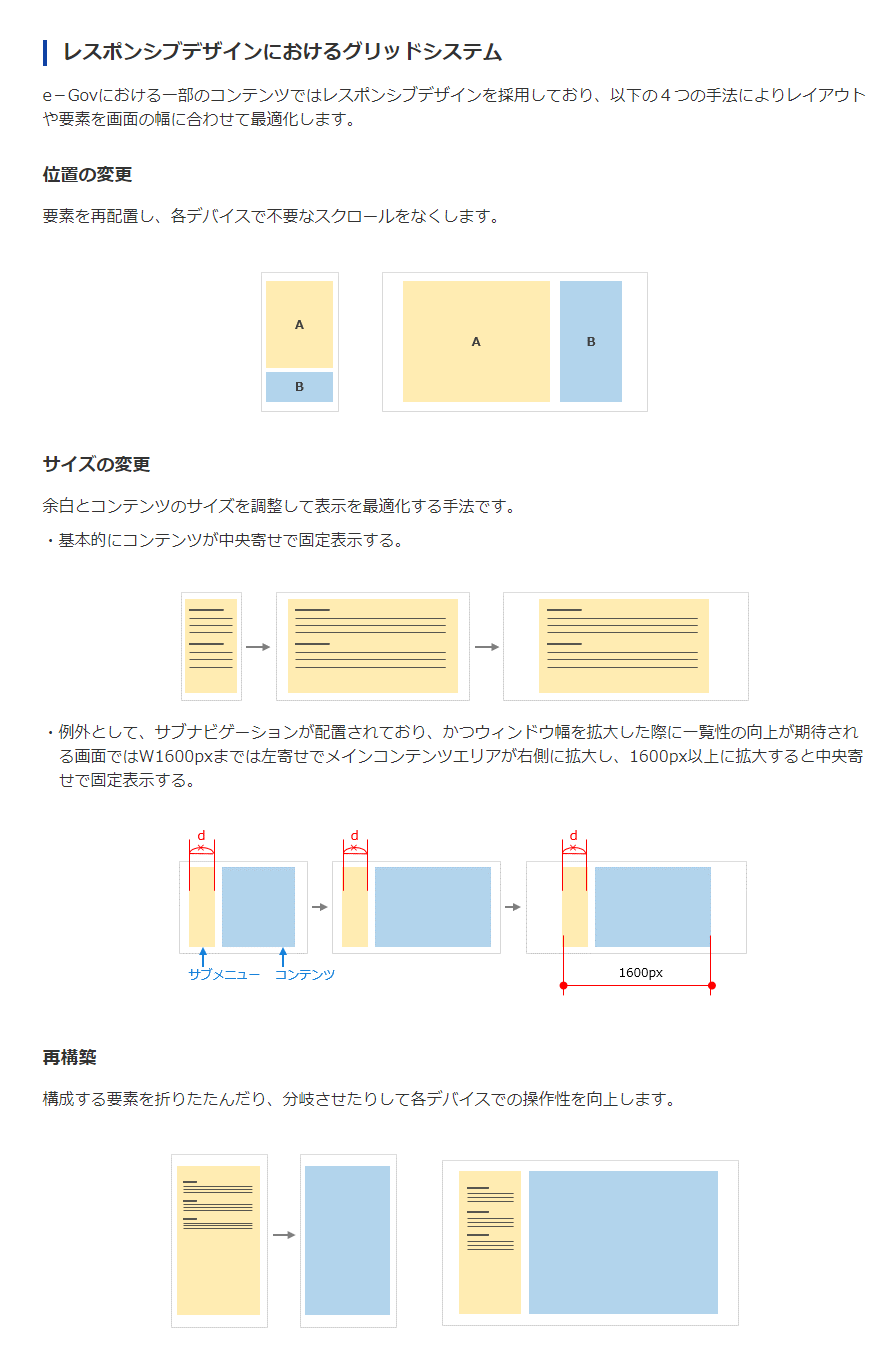 レスポンシブデザインにおけるグリッドシステム
e－Govにおける一部のコンテンツではレスポンシブデザインを採用しており、以下の４つの手法によりレイアウト
や要素を画面の幅に合わせて最適化します。
位置の変更
要素を再配置し、各デバイスで不要なスクロールをなくします。
A
B
A
B
サイズの変更
余白とコンテンツのサイズを調整して表示を最適化する手法です。
・基本的にコンテンツが中央寄せで固定表示する。
・例外として、サブナビゲーションが配置されており、かつウィンドウ幅を拡大した際に一覧性の向上が期待され
る画面ではW1600pxまでは左寄せでメインコンテンツエリアが右側に拡大し、1600px以上に拡大すると中央寄
せで固定表示する。
d
d
d
サブメニュー
コンテンツ
1600px
再構築
構成する要素を折りたたんだり、分岐させたりして各デバイスでの操作性を向上します。